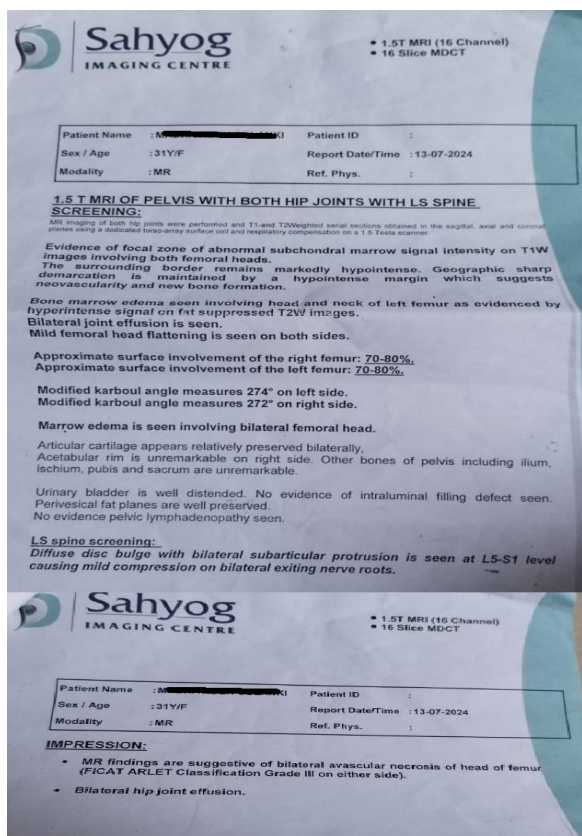 Sahyog
IMAGING CENTRE
• 1.5T MRI (16 Channel)
• 16 Slice MDCT
Patient Name : KI Patient ID :
Sex / Age : 31Y/F Report Date/Time : 13-07-2024
Modality : MR Ref. Phys. :
1.5 T MRI OF PELVIS WITH BOTH HIP JOINTS WITH LS SPINE
SCREENING:
MR imaging of both hip joints were performed and T1-and T2Weighted serial sections obtained in the sagittal, axial and coronal
planes using a dedicated torso-array surface coil and respiratory compensation on a 1.5 Tesla scanner.
Evidence of focal zone of abnormal subchondral marrow signal intensity on T1W
images involving both femoral heads.
The surrounding border remains markedly hypointense. Geographic sharp
demarcation is maintained by a hypointense margin which suggests
neovascularity and new bone formation.
Bone marrow edema seen involving head and neck of left femur as evidenced by
hyperintense signal on fat suppressed T2W images.
Bilateral joint effusion is seen.
Mild femoral head flattening is seen on both sides.
Approximate surface involvement of the right femur: 70-80%.
Approximate surface involvement of the left femur: 70-80%.
Modified karboul angle measures 274° on left side.
Modified karboul angle measures 272° on right side.
Marrow edema is seen involving bilateral femoral head.
Articular cartilage appears relatively preserved bilaterally,
Acetabular rim is unremarkable on right side. Other bones of pelvis including ilium,
ischium, pubis and sacrum are unremarkable.
Urinary bladder is well distended. No evidence of intraluminal filling defect seen.
Perivesical fat planes are well preserved.
No evidence pelvic lymphadenopathy seen.
LS spine screening:
Diffuse disc bulge with bilateral subarticular protrusion is seen at L5-S1 level
causing mild compression on bilateral exiting nerve roots.
Sahyog
IMAGING CENTRE
• 1.5T MRI (16 Channel)
• 16 Slice MDCT
Patient Name : KI Patient ID :
Sex / Age : 31Y/F Report Date/Time : 13-07-2024
Modality : MR Ref. Phys. :
IMPRESSION:
• MR findings are suggestive of bilateral avascular necrosis of head of femur
(FICAT ARLET Classification Grade III on either side).
• Bilateral hip joint effusion.